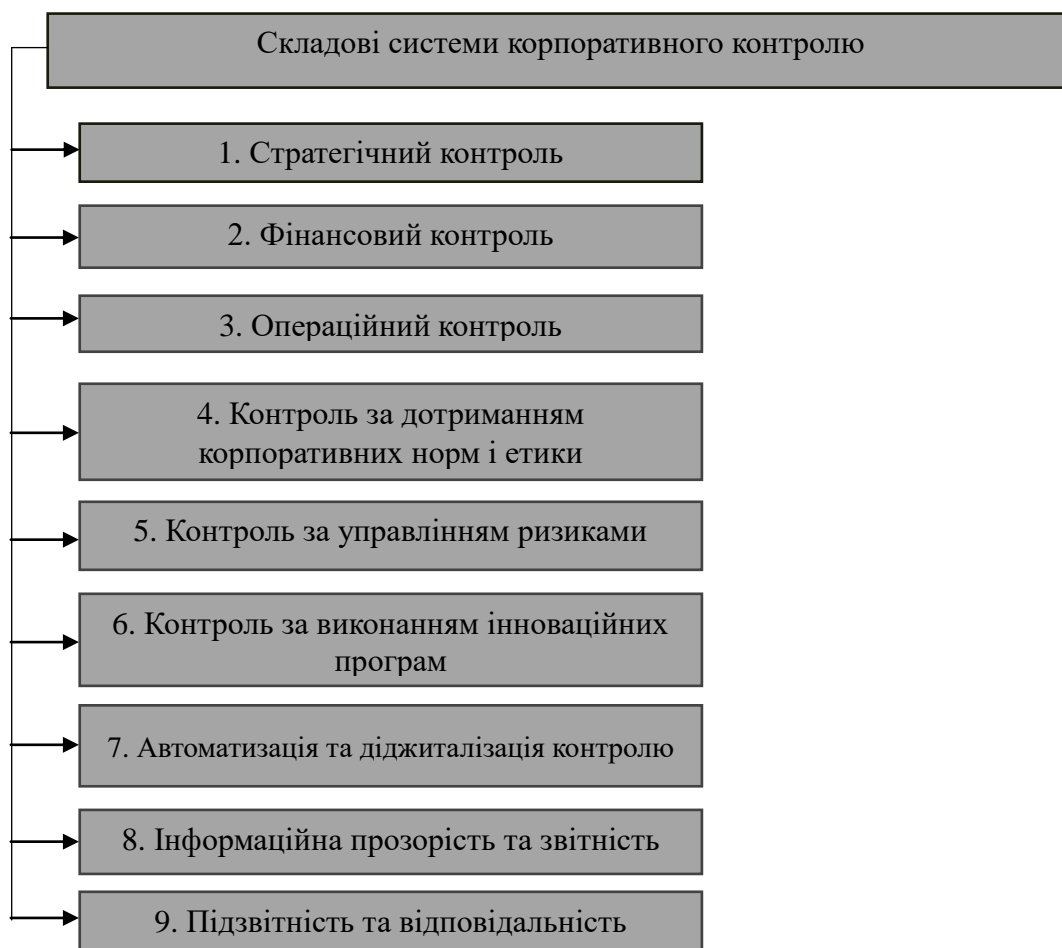 Складові системи корпоративного контролю
1. Стратегічний контроль
2. Фінансовий контроль
3. Операційний контроль
4. Контроль за дотриманням
корпоративних норм і етики
5. Контроль за управлінням ризиками
6. Контроль за виконанням інноваційних
програм
7. Автоматизація та діджиталізація контролю
8. Інформаційна прозорість та звітність
9. Підзвітність та відповідальність